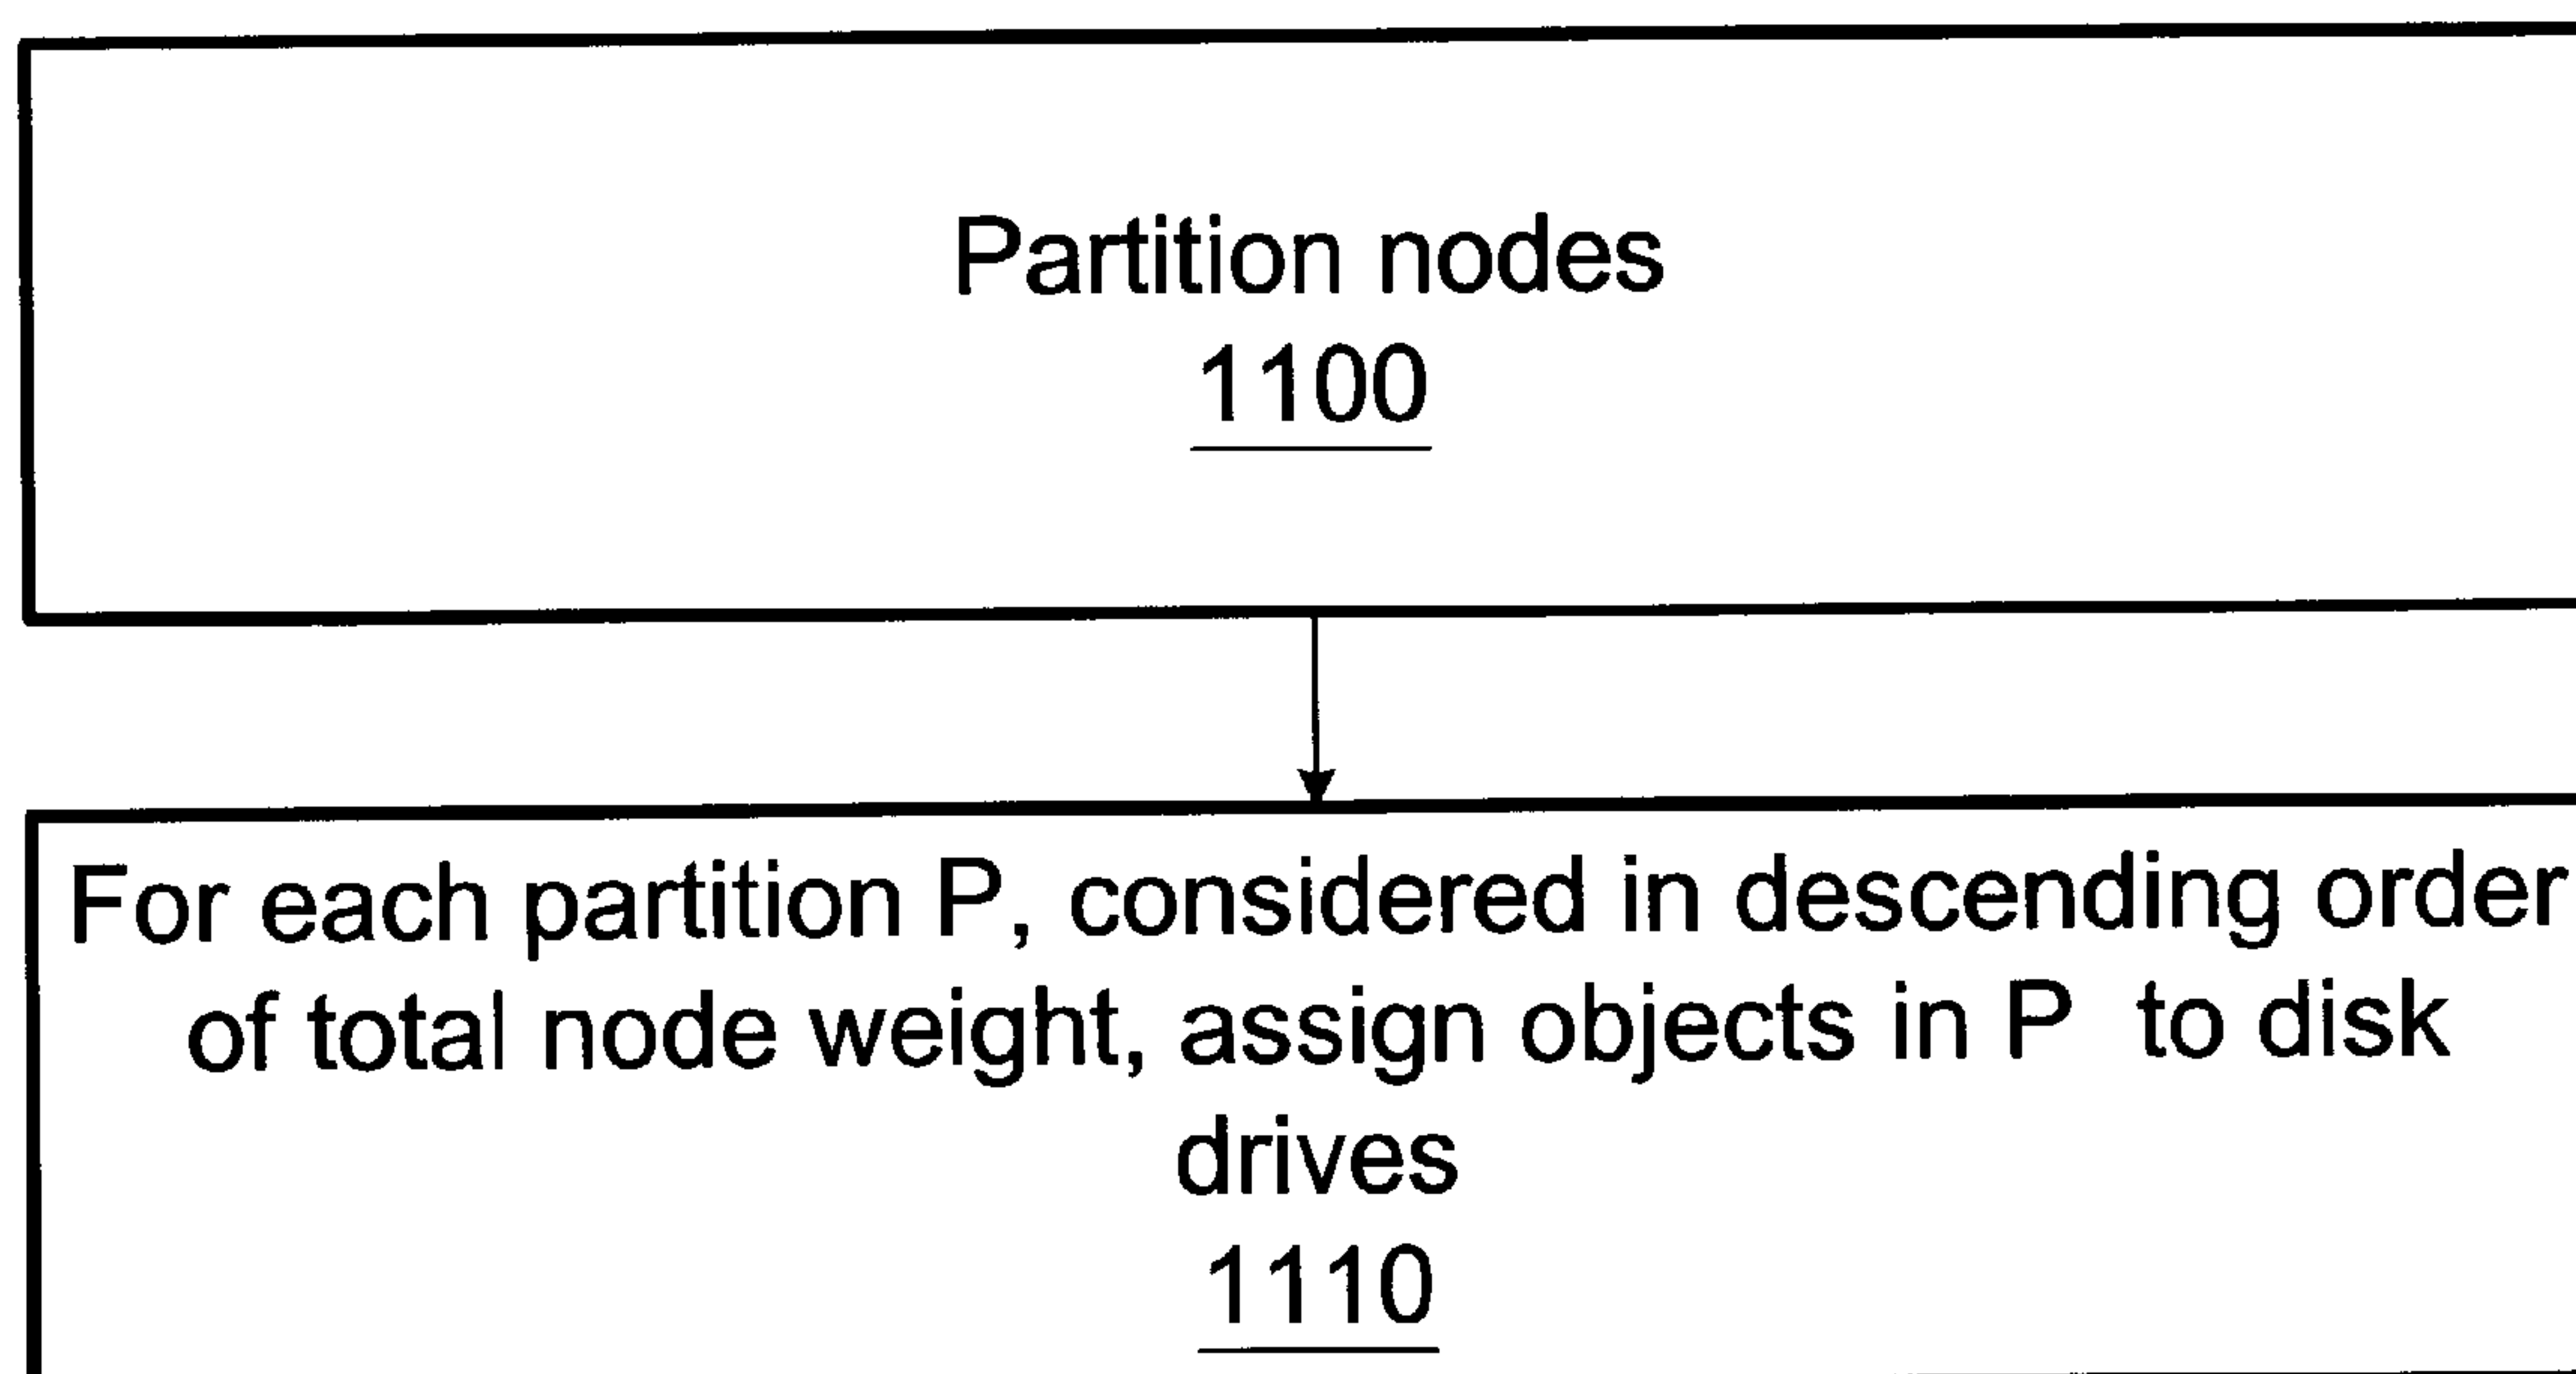 Partition nodes
1100
For each partition P, considered in descending order
of total node weight, assign objects in P to disk
drives
1110